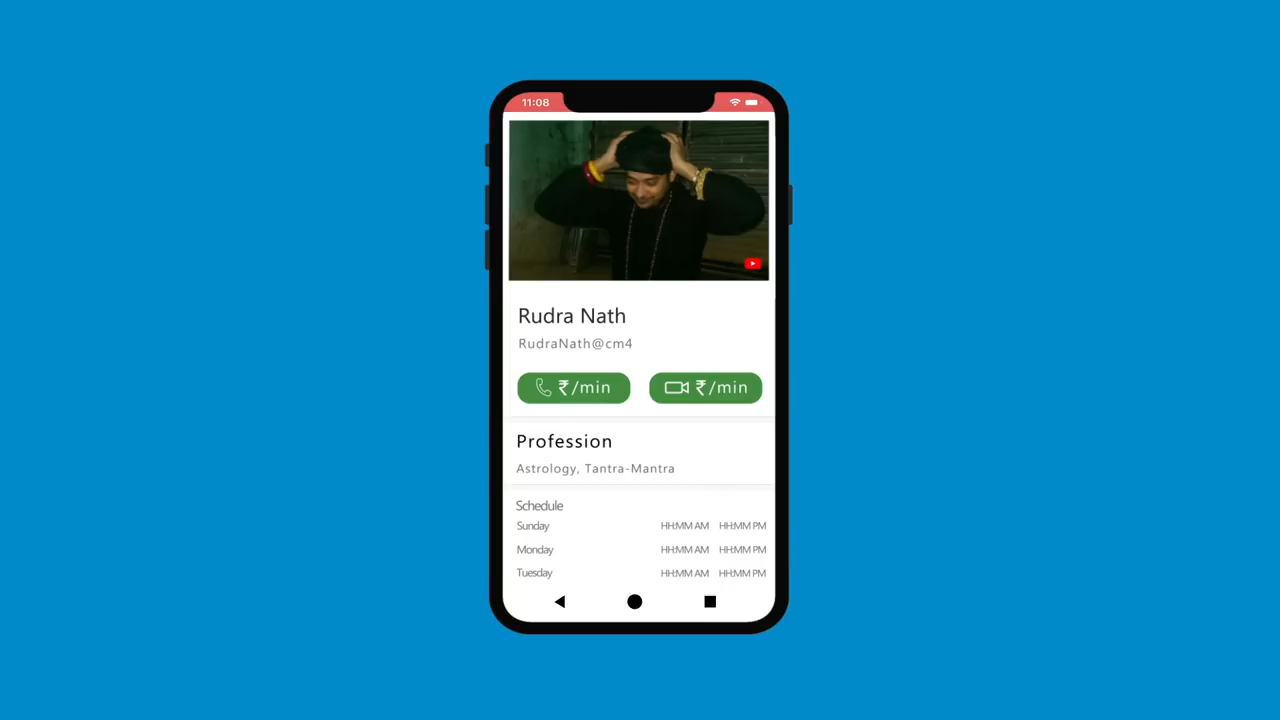 11:08
Rudra Nath
RudraNath@cm4
₹/min ₹/min
Profession
Astrology, Tantra-Mantra
Schedule
Sunday HH:MM AM HH:MM PM
Monday HH:MM AM HH:MM PM
Tuesday HH:MM AM HH:MM PM